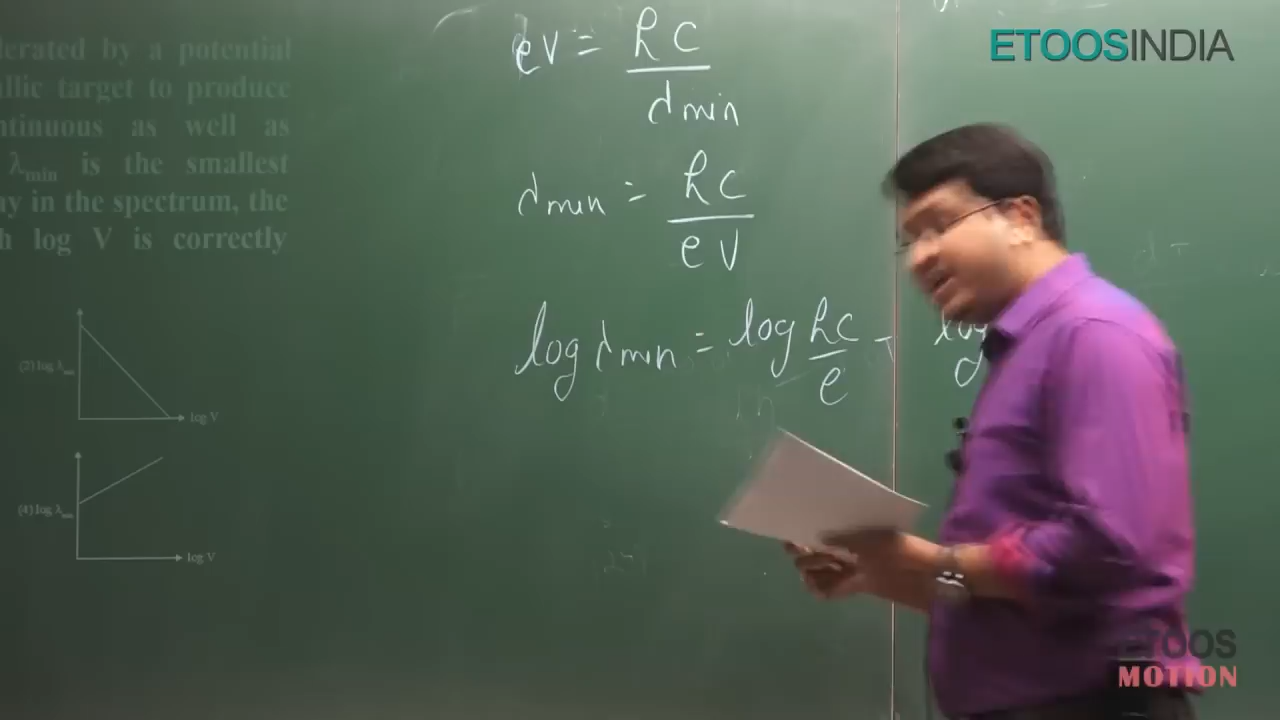 ETOOSINDIA
lerated by a potential
allic target to produce
ntinuous as well as
λmin is the smallest
ay in the spectrum, the
h log V is correctly
(2) log λmin
log V
(4) log λmin
log V
eV = hc / λmin
λmin = hc / eV
log λmin = log hc / e - log
ETOOS
MOTION